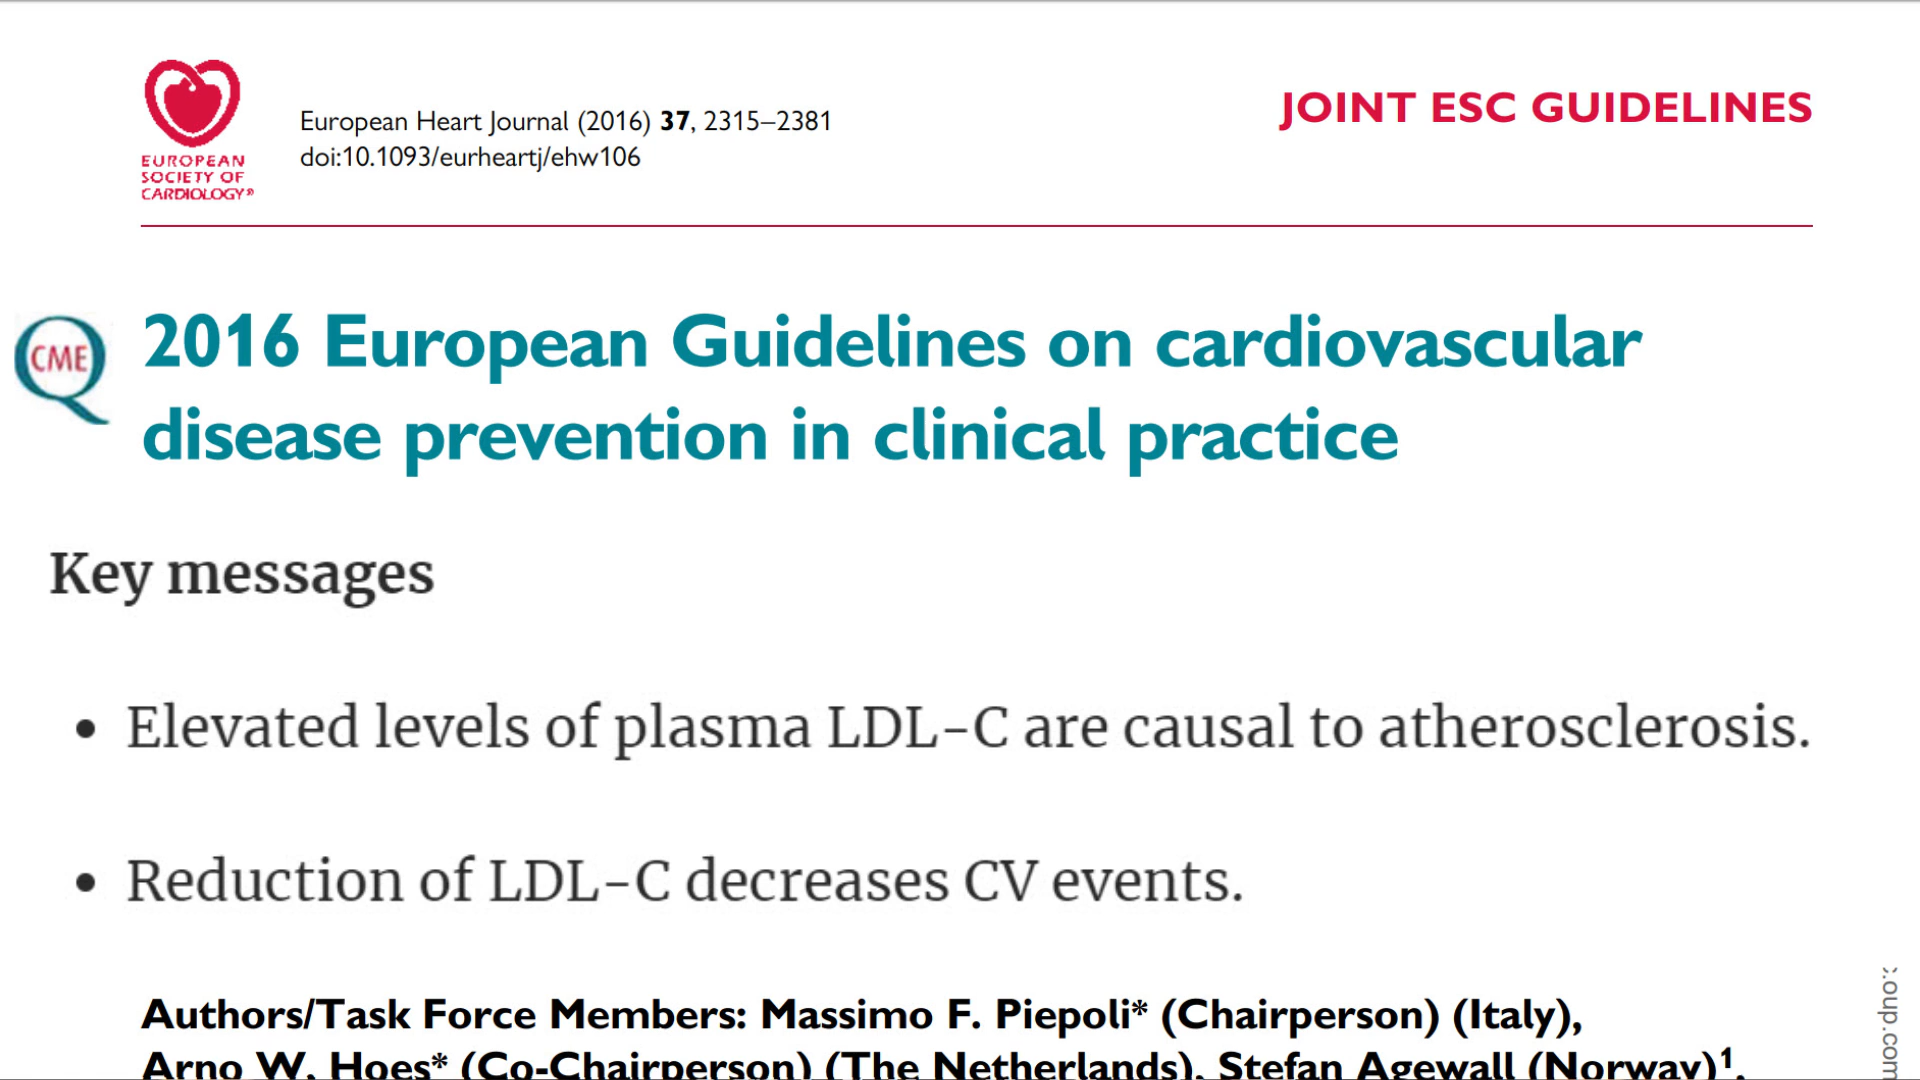 EUROPEAN
SOCIETY OF
CARDIOLOGY®
European Heart Journal (2016) 37, 2315–2381
doi:10.1093/eurheartj/ehw106
JOINT ESC GUIDELINES
CME
2016 European Guidelines on cardiovascular
disease prevention in clinical practice
Key messages
• Elevated levels of plasma LDL-C are causal to atherosclerosis.
• Reduction of LDL-C decreases CV events.
Authors/Task Force Members: Massimo F. Piepoli* (Chairperson) (Italy),
Arno W. Hoes* (Co-Chairperson) (The Netherlands), Stefan Agewall (Norway)1,
.oup.com